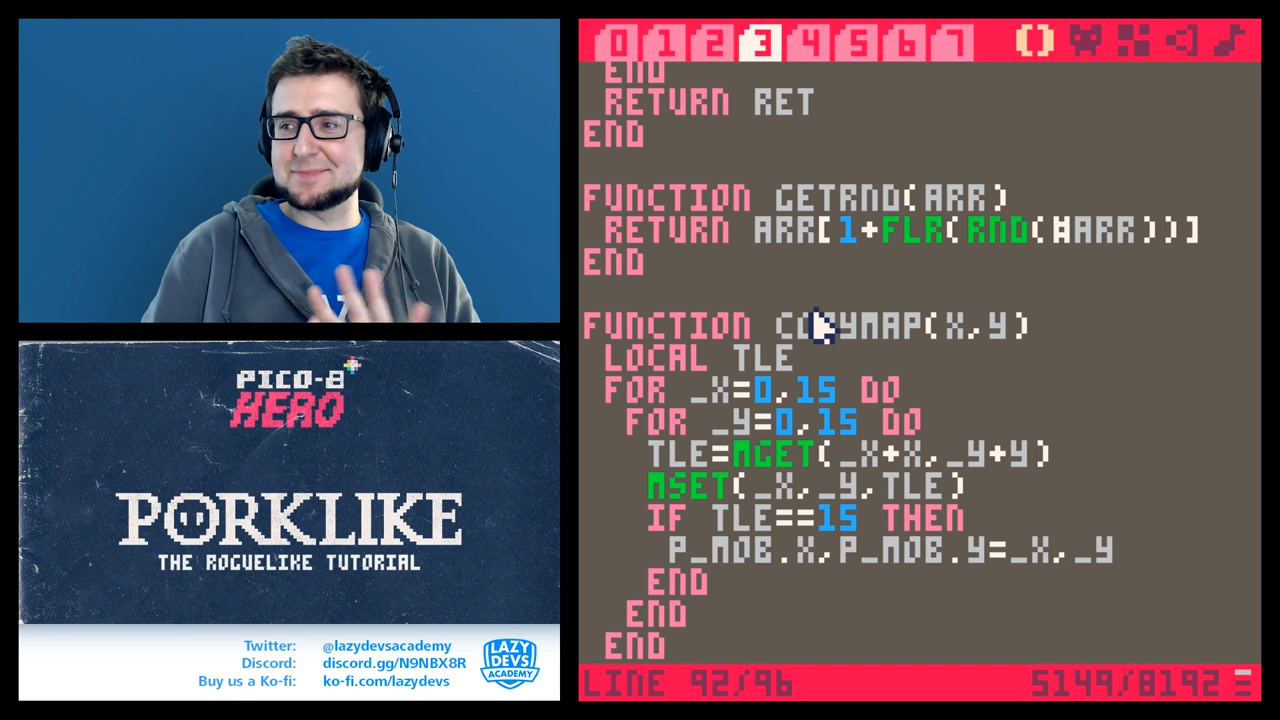 PICO-8
HERO
PORKLIKE
THE ROGUELIKE TUTORIAL
Twitter: @lazydevsacademy
Discord: discord.gg/N9NBX8R
Buy us a Ko-fi: ko-fi.com/lazydevs
LAZY
DEVS
ACADEMY
0 1 2 3 4 5 6 7 ()
END
RETURN RET
END
FUNCTION GETRND(ARR)
RETURN ARR[1+FLR(RND(#ARR))]
END
FUNCTION COPYMAP(X,Y)
LOCAL TLE
FOR _X=0,15 DO
FOR _Y=0,15 DO
TLE=MGET(_X+X,_Y+Y)
MSET(_X,_Y,TLE)
IF TLE==15 THEN
P_MOB.X,P_MOB.Y=_X,_Y
END
END
END
LINE 92/96 5149/8192